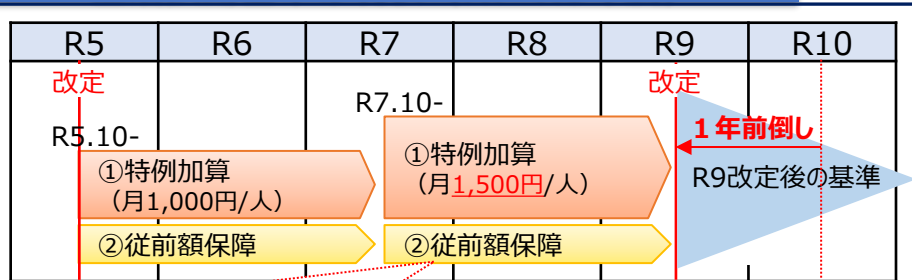 R5 R6 R7 R8 R9 R10
改定 改定
R7.10-
R5.10-
1年前倒し
①特例加算
（月1,000円/人）
①特例加算
（月1,500円/人）
R9改定後の基準
②従前額保障 ②従前額保障